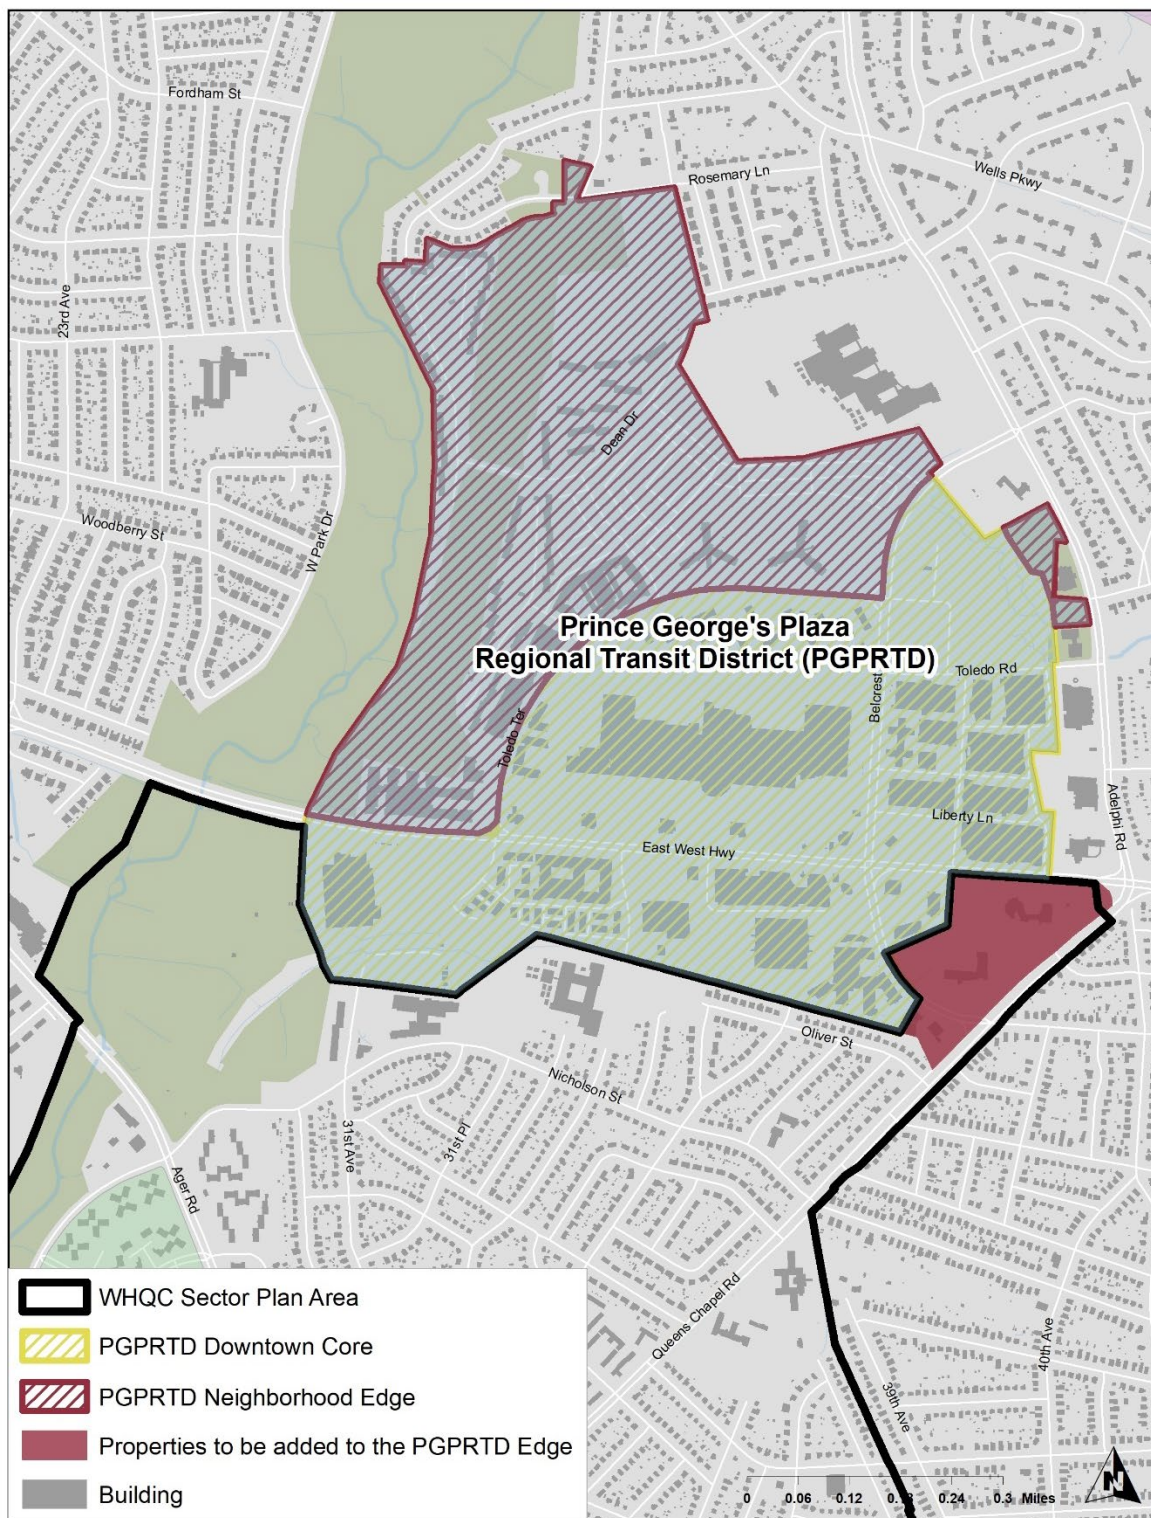 Fordham St
Rosemary Ln
Wells Pkwy
23rd Ave
Dean Dr
Woodberry St
W Park Dr
Prince George's Plaza
Regional Transit District (PGPRTD)
Toledo Rd
Belcrest
Toledo Ter
Liberty Ln
Adelphi Rd
East West Hwy
Oliver St
Nicholson St
31st Ave
31st Pl
Ager Rd
Queens Chapel Rd
40th Ave
39th Ave
WHQC Sector Plan Area
PGPRTD Downtown Core
PGPRTD Neighborhood Edge
Properties to be added to the PGPRTD Edge
Building
0 0.06 0.12 0.18 0.24 0.3 Miles
N